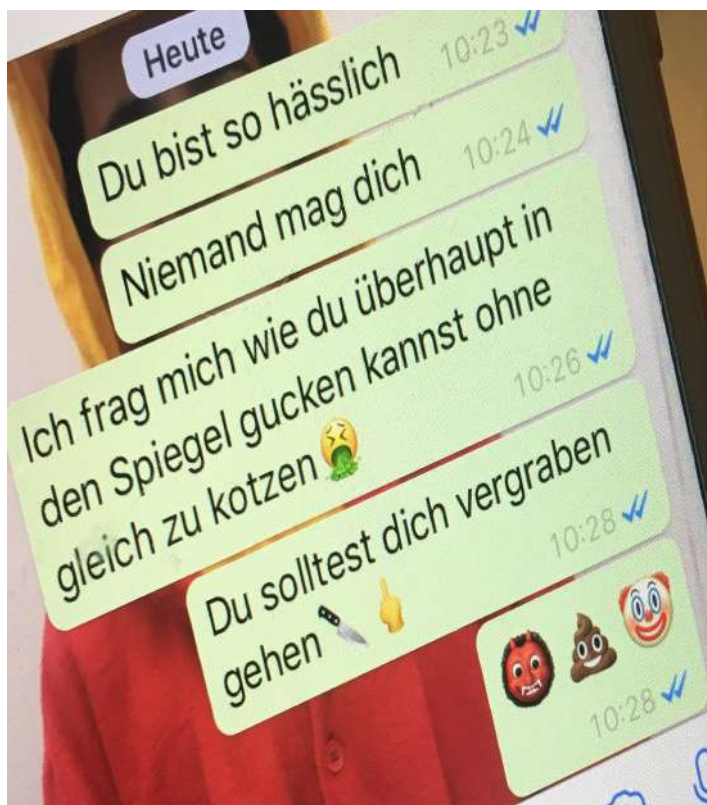 Heute
Du bist so hässlich 10:23
Niemand mag dich 10:24
Ich frag mich wie du überhaupt in
den Spiegel gucken kannst ohne
gleich zu kotzen🤮 10:26
Du solltest dich vergraben
gehen🔪🖕 10:28
👹💩🤡
10:28